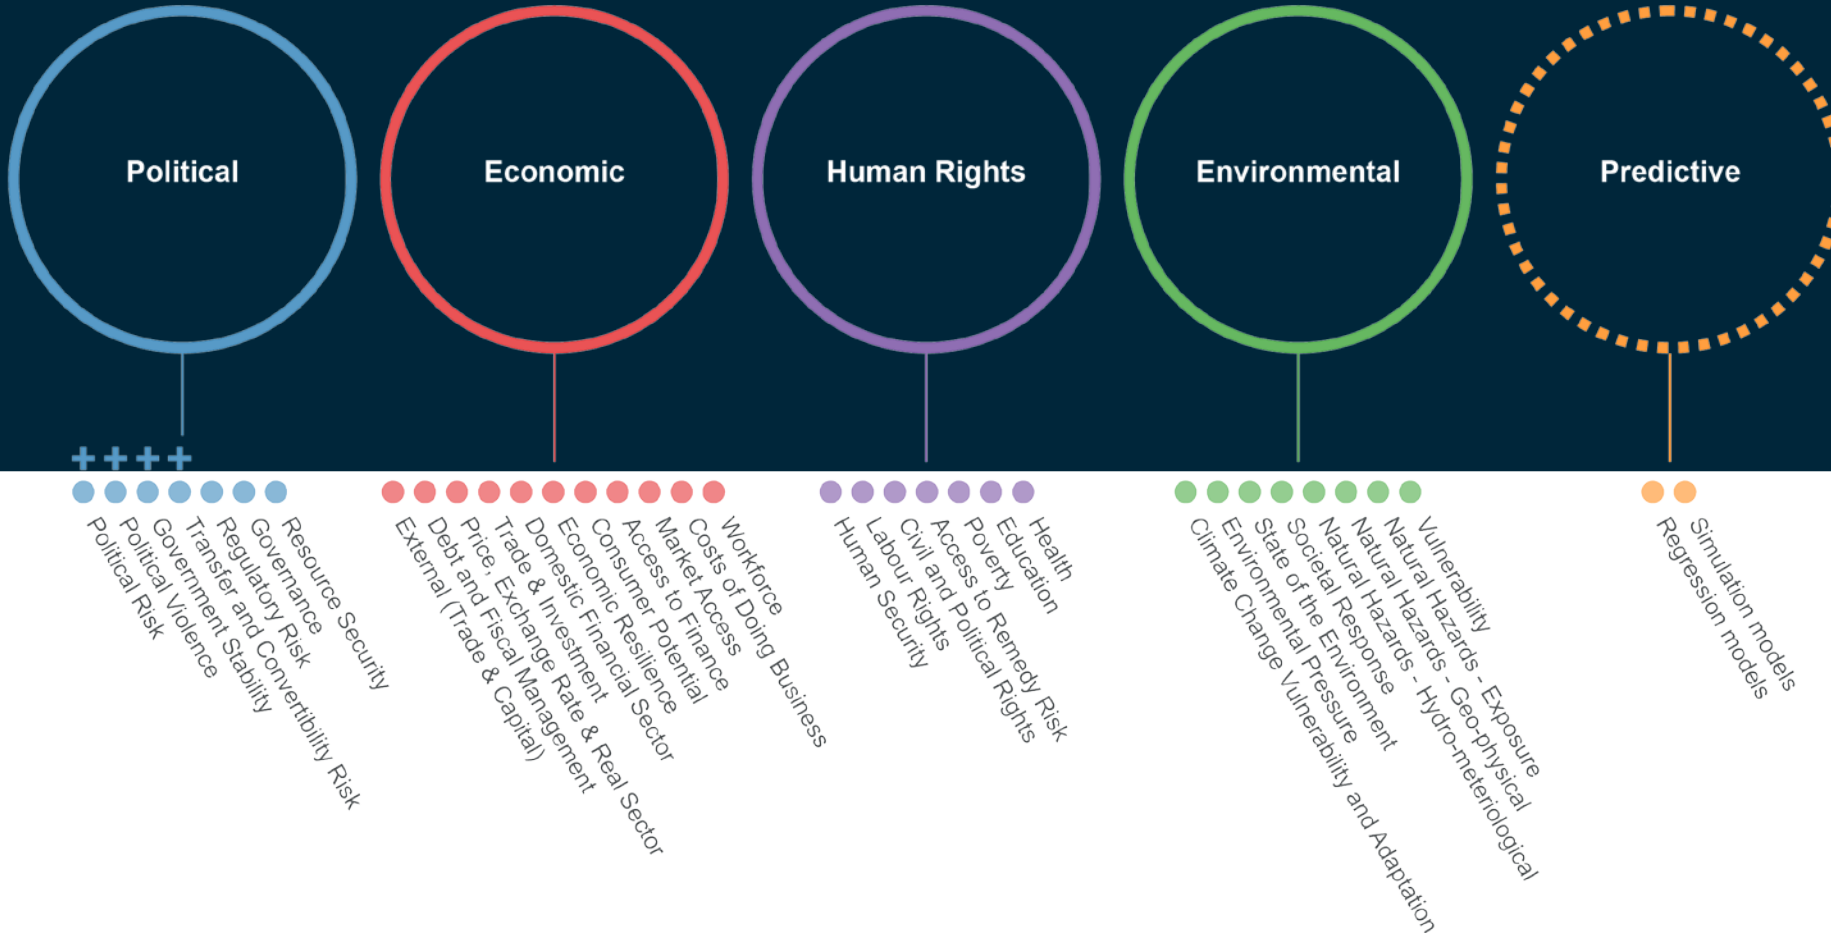 Political
Economic
Human Rights
Environmental
Predictive
Political Risk
Political Violence
Government Stability
Transfer and Convertibility Risk
Regulatory Risk
Governance
Resource Security
External (Trade & Capital)
Debt and Fiscal Management
Price, Exchange Rate & Real Sector
Trade & Investment
Domestic Financial Sector
Economic Resilience
Consumer Potential
Access to Finance
Market Access
Costs of Doing Business
Workforce
Human Security
Labour Rights
Civil and Political Rights
Access to Remedy Risk
Poverty
Education
Health
Climate Change Vulnerability and Adaptation
Environmental Pressure
State of the Environment
Societal Response
Natural Hazards - Hydro-meteriological
Natural Hazards - Geo-physical
Natural Hazards - Exposure
Vulnerability
Regression models
Simulation models